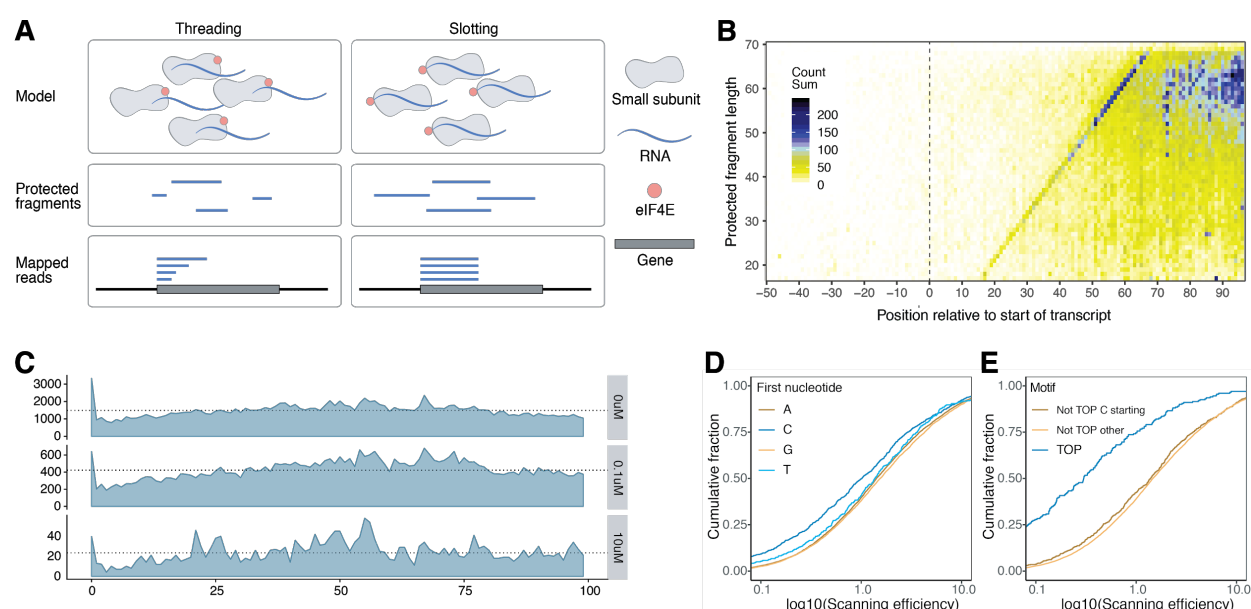 A
Threading
Slotting
Model
Small subunit
RNA
Protected
fragments
eIF4E
Mapped
reads
Gene
B
70
60
50
40
30
20
Protected fragment length
Count
Sum
200
150
100
50
0
−50 −40 −30 −20 −10 0 10 20 30 40 50 60 70 80 90
Position relative to start of transcript
C
3000
2000
1000
0
0uM
600
400
200
0
0.1uM
40
20
0
10uM
0 25 50 75 100
D
1.00
0.75
0.50
0.25
0.00
Cumulative fraction
First nucleotide
A
C
G
T
0.1 1.0 10.0
log10(Scanning efficiency)
E
1.00
0.75
0.50
0.25
0.00
Cumulative fraction
Motif
Not TOP C starting
Not TOP other
TOP
0.1 1.0 10.0
log10(Scanning efficiency)